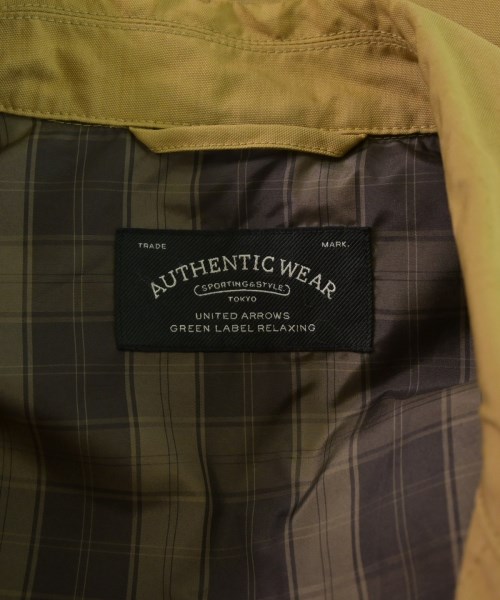 TRADE MARK.
AUTHENTIC WEAR
SPORTING&STYLE
TOKYO
UNITED ARROWS
GREEN LABEL RELAXING